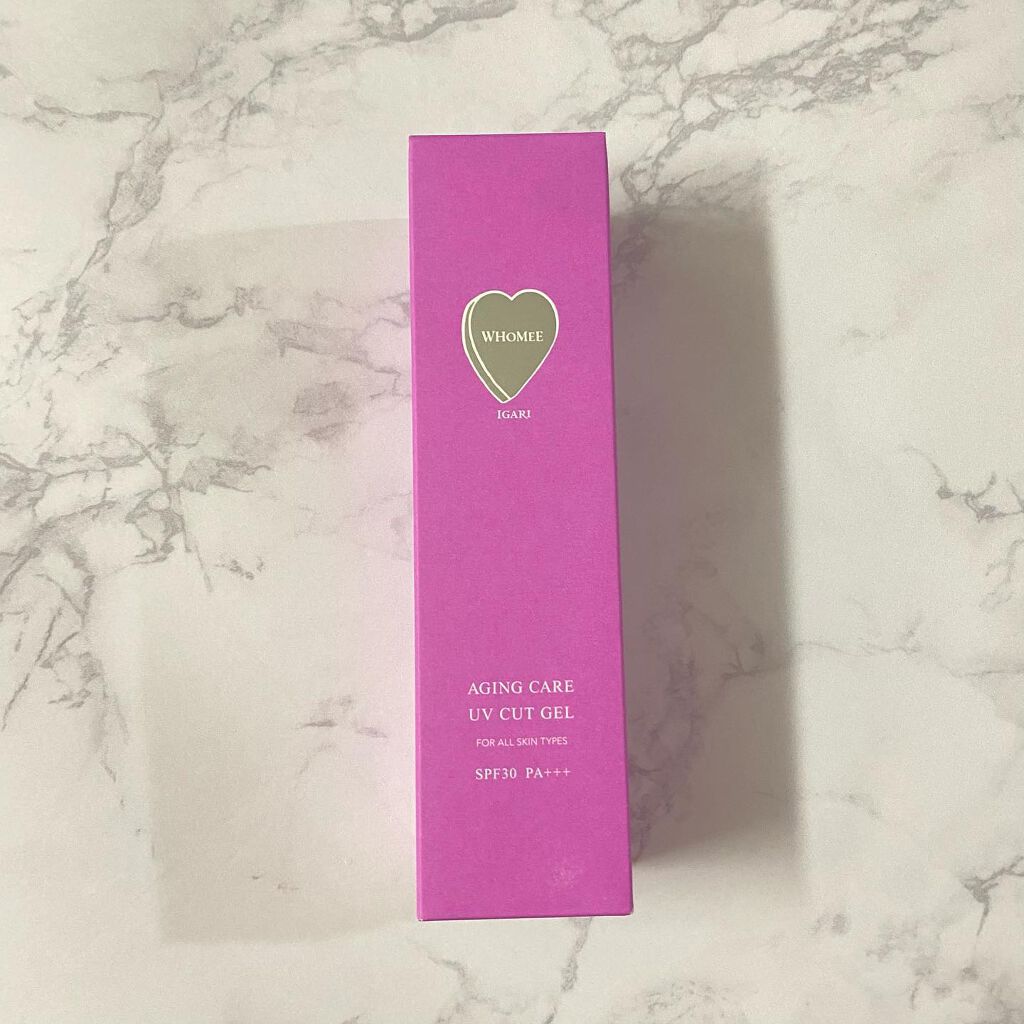 WHOMEE
IGARI
AGING CARE
UV CUT GEL
FOR ALL SKIN TYPES
SPF30 PA+++